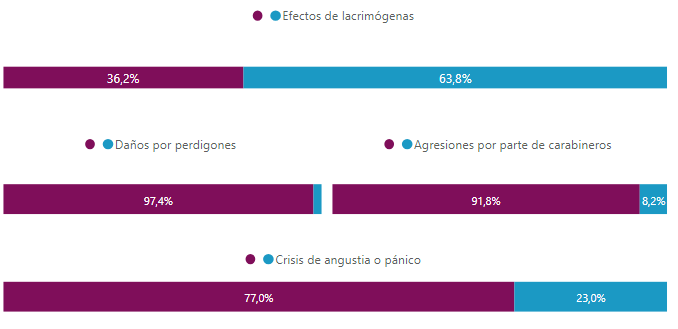 Efectos de lacrimógenas
36,2% 63,8%
Daños por perdigones Agresiones por parte de carabineros
97,4% 91,8% 8,2%
Crisis de angustia o pánico
77,0% 23,0%